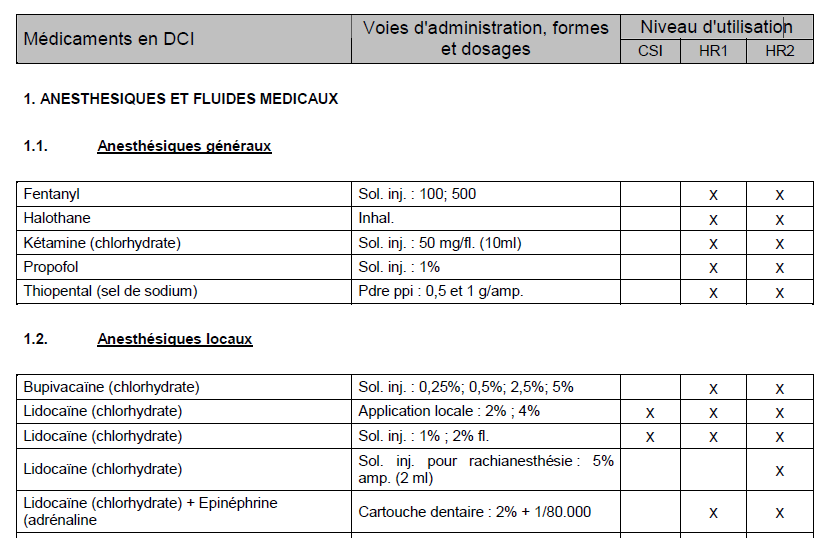 Médicaments en DCI Voies d'administration, formes et dosages Niveau d'utilisation
CSI HR1 HR2
1. ANESTHESIQUES ET FLUIDES MEDICAUX
1.1. Anesthésiques généraux
Fentanyl Sol. inj. : 100; 500 X X
Halothane Inhal. X X
Kétamine (chlorhydrate) Sol. inj. : 50 mg/fl. (10ml) X X
Propofol Sol. inj. : 1% X X
Thiopental (sel de sodium) Pdre ppi : 0,5 et 1 g/amp. X X
1.2. Anesthésiques locaux
Bupivacaïne (chlorhydrate) Sol. inj. : 0,25%; 0,5%; 2,5%; 5% X X
Lidocaïne (chlorhydrate) Application locale : 2% ; 4% X X X
Lidocaïne (chlorhydrate) Sol. inj. : 1% ; 2% fl. X X X
Lidocaïne (chlorhydrate) Sol. inj. pour rachianesthésie : 5%
amp. (2 ml) X
Lidocaïne (chlorhydrate) + Epinéphrine
(adrénaline Cartouche dentaire : 2% + 1/80.000 X X